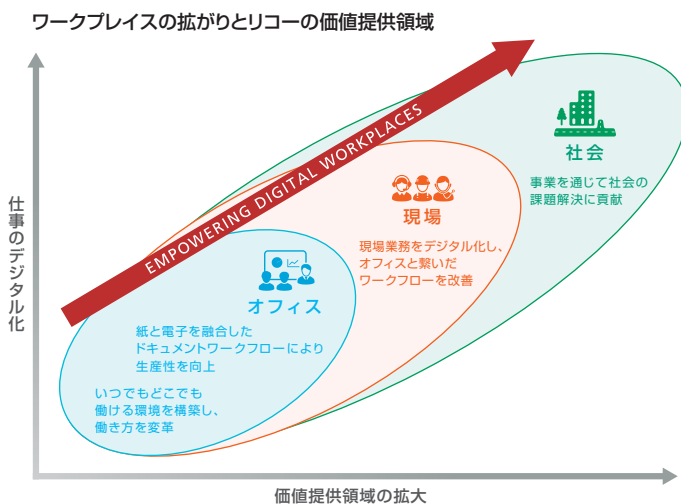 ワークプレイスの拡がりとリコーの価値提供領域
仕事のデジタル化
EMPOWERING DIGITAL WORKPLACES
社会
事業を通じて社会の
課題解決に貢献
現場
現場業務をデジタル化し、
オフィスと繋いだ
ワークフローを改善
オフィス
紙と電子を融合した
ドキュメントワークフローにより
生産性を向上
いつでもどこでも
働ける環境を構築し、
働き方を変革
価値提供領域の拡大